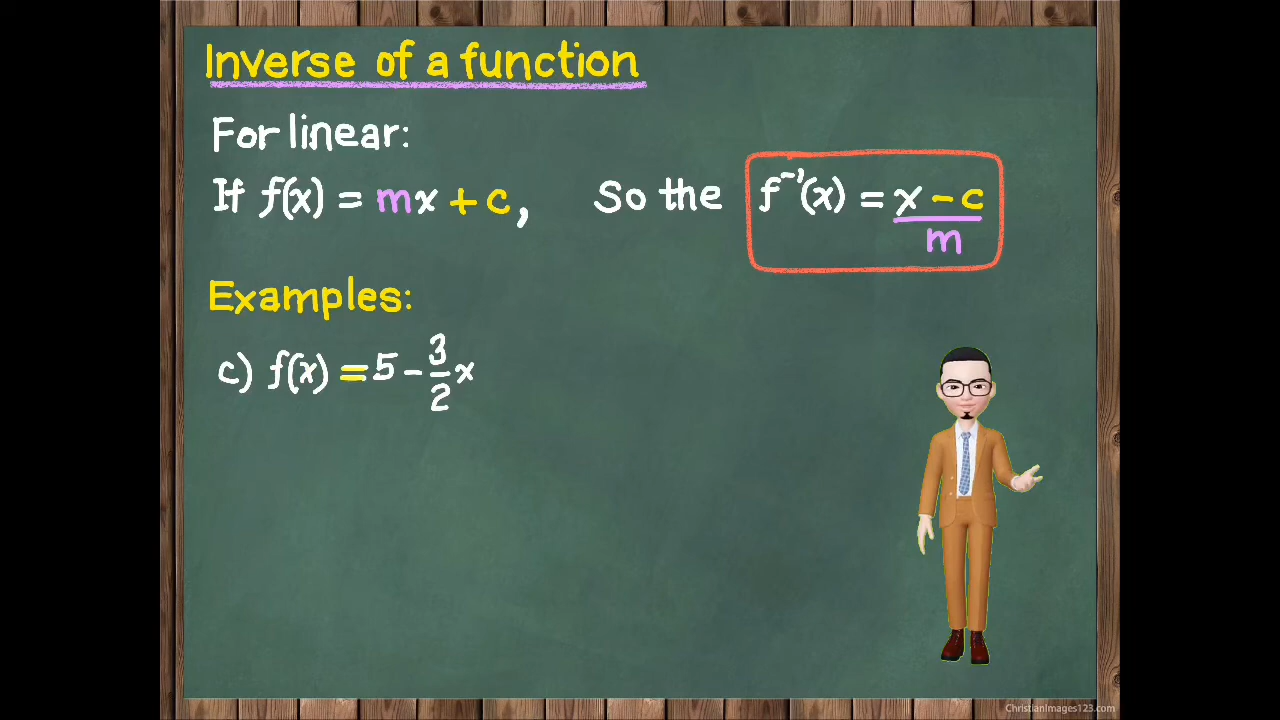 Inverse of a function
For linear:
If f(x) = mx + c, So the f⁻¹(x) = x - c / m
Examples:
c) f(x) = 5 - 3/2 x
ChristianImages123.com